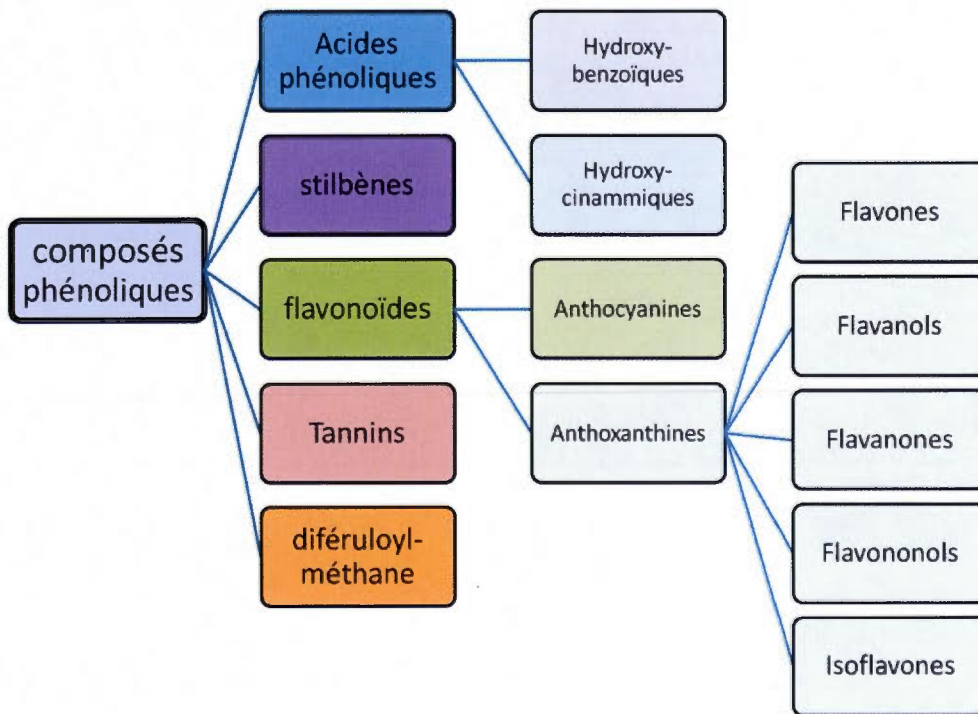 composés
phénoliques
Acides
phénoliques
stilbènes
flavonoïdes
Tannins
diféruloyl-
méthane
Hydroxy-
benzoïques
Hydroxy-
cinammiques
Anthocyanines
Anthoxanthines
Flavones
Flavanols
Flavanones
Flavononols
Isoflavones